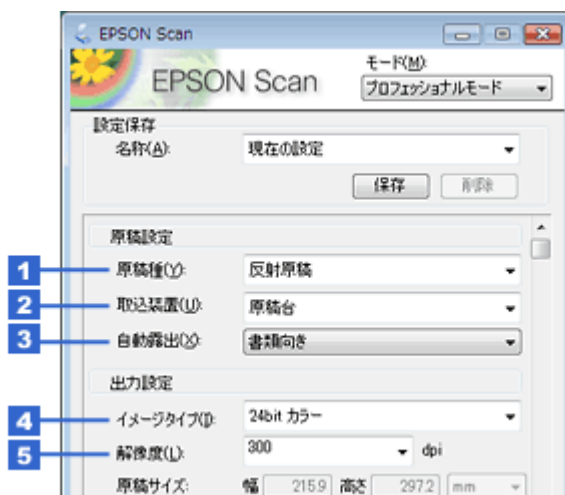 EPSON Scan
EPSON Scan
モード(M):
プロフェッショナルモード
設定保存
名称(A): 現在の設定
保存 削除
原稿設定
1 原稿種(Y): 反射原稿
2 取込装置(U): 原稿台
3 自動露出(X): 書類向き
出力設定
4 イメージタイプ(I): 24bit カラー
5 解像度(L): 300 dpi
原稿サイズ: 幅 215.9 高さ 297.2 mm